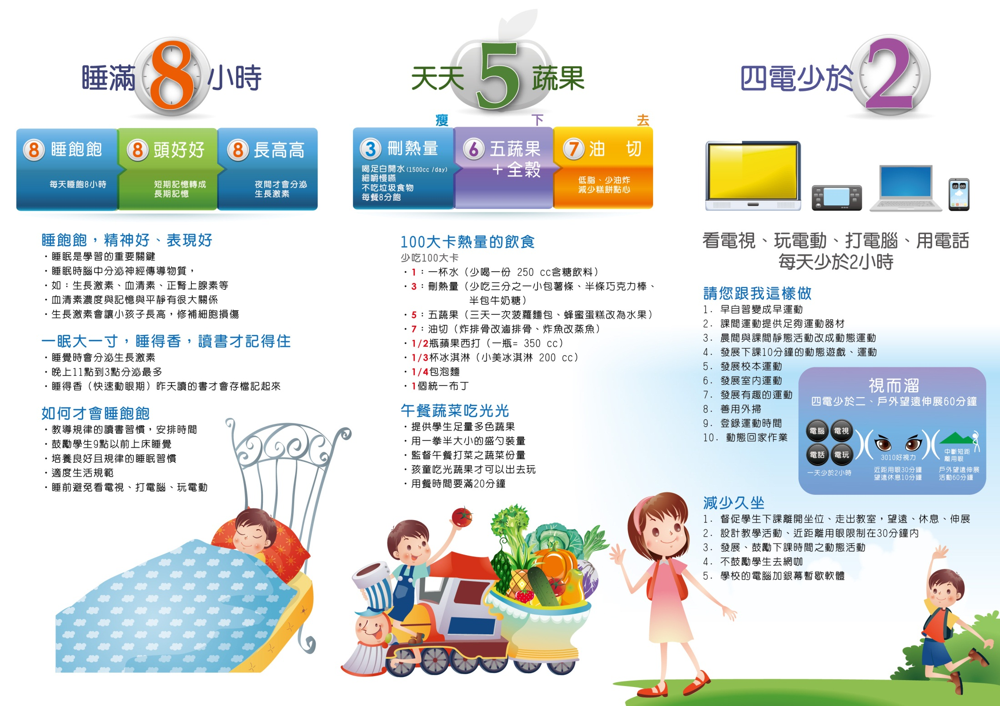 睡滿8小時
8 睡飽飽
每天睡飽8小時
8 頭好好
短期記憶轉成
長期記憶
8 長高高
夜間才會分泌
生長激素
睡飽飽，精神好、表現好
・睡眠是學習的重要關鍵
・睡眠時腦中分泌神經傳導物質，
・如：生長激素、血清素、正腎上腺素等
・血清素濃度與記憶與平靜有很大關係
・生長激素會讓小孩子長高，修補細胞損傷
一眠大一寸，睡得香，讀書才記得住
・睡覺時會分泌生長激素
・晚上11點到3點分泌最多
・睡得香（快速動眼期）昨天讀的書才會存檔記起來
如何才會睡飽飽
・教導規律的讀書習慣，安排時間
・鼓勵學生9點以前上床睡覺
・培養良好且規律的睡眠習慣
・適度生活規範
・睡前避免看電視、打電腦、玩電動
天天5蔬果
瘦 下 去
3 刪熱量
喝足白開水(1500cc /day)
細嚼慢嚥
不吃垃圾食物
每餐8分飽
6 五蔬果
＋全穀
7 油 切
低脂、少油炸
減少糕餅點心
100大卡熱量的飲食
少吃100大卡
・1：一杯水（少喝一份 250 cc含糖飲料）
・3：刪熱量（少吃三分之一小包薯條、半條巧克力棒、
半包牛奶糖）
・5：五蔬果（三天一次菠蘿麵包、蜂蜜蛋糕改為水果）
・7：油切（炸排骨改滷排骨、炸魚改蒸魚）
・1/2瓶蘋果西打（一瓶= 350 cc）
・1/3杯冰淇淋（小美冰淇淋 200 cc）
・1/4包泡麵
・1個統一布丁
午餐蔬菜吃光光
・提供學生足量多色蔬果
・用一拳半大小的盛勺裝量
・監督午餐打菜之蔬菜份量
・孩童吃光蔬果才可以出去玩
・用餐時間要滿20分鐘
四電少於2
12 00
看電視、玩電動、打電腦、用電話
每天少於2小時
請您跟我這樣做
1. 早自習變成早運動
2. 課間運動提供足夠運動器材
3. 晨間與課間靜態活動改成動態運動
4. 發展下課10分鐘的動態遊戲、運動
5. 發展校本運動
6. 發展室內運動
7. 發展有趣的運動
8. 善用外掃
9. 登錄運動時間
10. 動態回家作業
視而溜
四電少於二、戶外望遠伸展60分鐘
電腦 電視
電話 電玩
一天少於2小時
3010好視力
近距用眼30分鐘
望遠休息10分鐘
中斷短距
離用眼
戶外望遠伸展
活動60分鐘
減少久坐
1. 督促學生下課離開坐位、走出教室，望遠、休息、伸展
2. 設計教學活動、近距離用眼限制在30分鐘內
3. 發展、鼓勵下課時間之動態活動
4. 不鼓勵學生去網咖
5. 學校的電腦加銀幕暫歇軟體